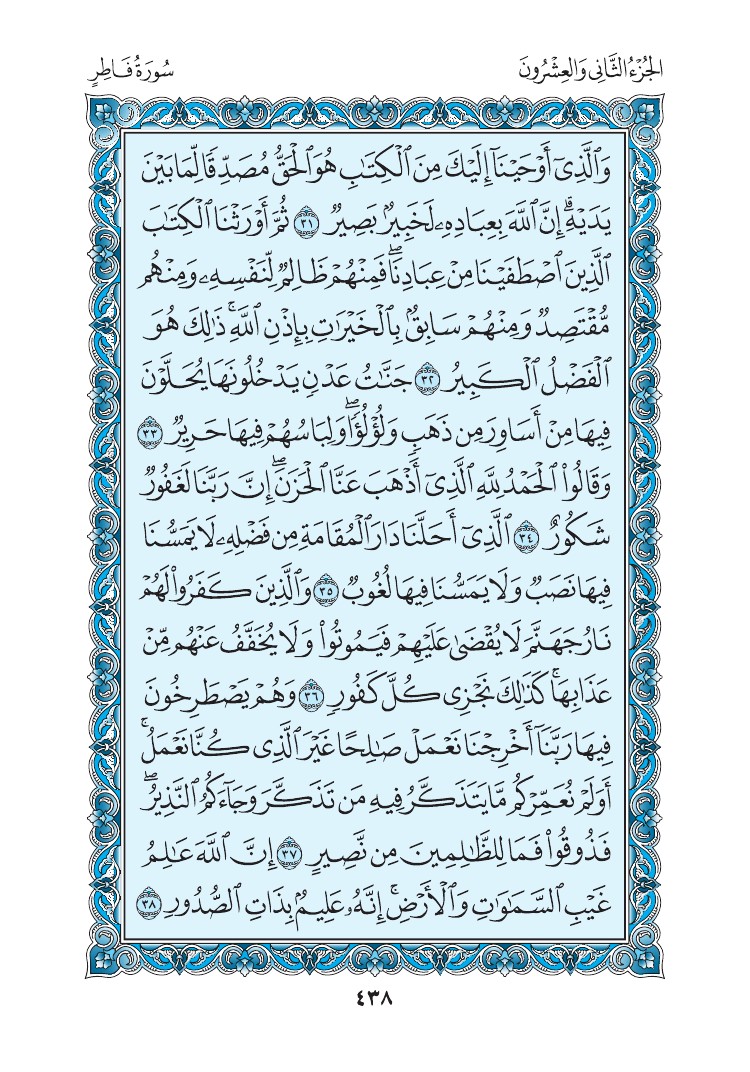 الجُزْءُ الثَّانِي وَالعِشْرُونَ
سُورَةُ فَاطِرٍ
وَٱلَّذِىٓ أَوْحَيْنَآ إِلَيْكَ مِنَ ٱلْكِتَٰبِ هُوَ ٱلْحَقُّ مُصَدِّقًا لِّمَا بَيْنَ
يَدَيْهِۗ إِنَّ ٱللَّهَ بِعِبَادِهِۦ لَخَبِيرٌۢ بَصِيرٌ ٣١ ثُمَّ أَوْرَثْنَا ٱلْكِتَٰبَ
ٱلَّذِينَ ٱصْطَفَيْنَا مِنْ عِبَادِنَاۖ فَمِنْهُمْ ظَالِمٌ لِّنَفْسِهِۦ وَمِنْهُم
مُّقْتَصِدٌ وَمِنْهُمْ سَابِقٌۢ بِٱلْخَيْرَٰتِ بِإِذْنِ ٱللَّهِۚ ذَٰلِكَ هُوَ
ٱلْفَضْلُ ٱلْكَبِيرُ ٣٢ جَنَّٰتُ عَدْنٍ يَدْخُلُونَهَا يُحَلَّوْنَ
فِيهَا مِنْ أَسَاوِرَ مِن ذَهَبٍ وَلُؤْلُؤًاۖ وَلِبَاسُهُمْ فِيهَا حَرِيرٌ ٣٣
وَقَالُوا۟ ٱلْحَمْدُ لِلَّهِ ٱلَّذِىٓ أَذْهَبَ عَنَّا ٱلْحَزَنَۖ إِنَّ رَبَّنَا لَغَفُورٌ
شَكُورٌ ٣٤ ٱلَّذِىٓ أَحَلَّنَا دَارَ ٱلْمُقَامَةِ مِن فَضْلِهِۦ لَا يَمَسُّنَا
فِيهَا نَصَبٌ وَلَا يَمَسُّنَا فِيهَا لُغُوبٌ ٣٥ وَٱلَّذِينَ كَفَرُوا۟ لَهُمْ
نَارُ جَهَنَّمَ لَا يُقْضَىٰ عَلَيْهِمْ فَيَمُوتُوا۟ وَلَا يُخَفَّفُ عَنْهُم مِّنْ
عَذَابِهَاۚ كَذَٰلِكَ نَجْزِى كُلَّ كَفُورٍ ٣٦ وَهُمْ يَصْطَرِخُونَ
فِيهَا رَبَّنَآ أَخْرِجْنَا نَعْمَلْ صَٰلِحًا غَيْرَ ٱلَّذِى كُنَّا نَعْمَلُۚ
أَوَلَمْ نُعَمِّرْكُم مَّا يَتَذَكَّرُ فِيهِ مَن تَذَكَّرَ وَجَآءَكُمُ ٱلنَّذِيرُۖ
فَذُوقُوا۟ فَمَا لِلظَّٰلِمِينَ مِن نَّصِيرٍ ٣٧ إِنَّ ٱللَّهَ عَٰلِمُ
غَيْبِ ٱلسَّمَٰوَٰتِ وَٱلْأَرْضِۚ إِنَّهُۥ عَلِيمٌۢ بِذَاتِ ٱلصُّدُورِ ٣٨
٤٣٨